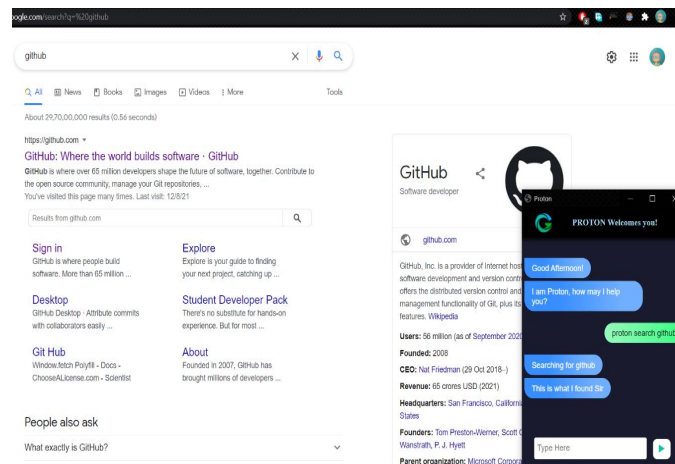 oogle.com/search?q=%20github
github
All News Books Images Videos More Tools
About 29,70,00,000 results (0.56 seconds)
https://github.com
GitHub: Where the world builds software · GitHub
GitHub is where over 65 million developers shape the future of software, together. Contribute to
the open source community, manage your Git repositories, ...
You've visited this page many times. Last visit: 12/8/21
Results from github.com
Sign in
GitHub is where people build
software. More than 65 million ...
Explore
Explore is your guide to finding
your next project, catching up ...
Desktop
GitHub Desktop · Attribute commits
with collaborators easily ...
Student Developer Pack
There's no substitute for hands-on
experience. But for most ...
Git Hub
Window.fetch Polyfill - Docs -
ChooseALicense.com - Scientist
About
Founded in 2007, GitHub has
brought millions of developers ...
People also ask
What exactly is GitHub?
GitHub
Software developer
github.com
GitHub, Inc. is a provider of Internet host
software development and version contr
offers the distributed version control and
management functionality of Git, plus its
features. Wikipedia
Users: 56 million (as of September 2020
Founded: 2008
CEO: Nat Friedman (29 Oct 2018–)
Revenue: 65 crores USD (2021)
Headquarters: San Francisco, California
States
Founders: Tom Preston-Werner, Scott C
Wanstrath, P. J. Hyett
Parent organization: Microsoft Corpora
Proton
PROTON Welcomes you!
Good Afternoon!
I am Proton, how may I help
you?
proton search github
Searching for github
This is what I found Sir
Type Here